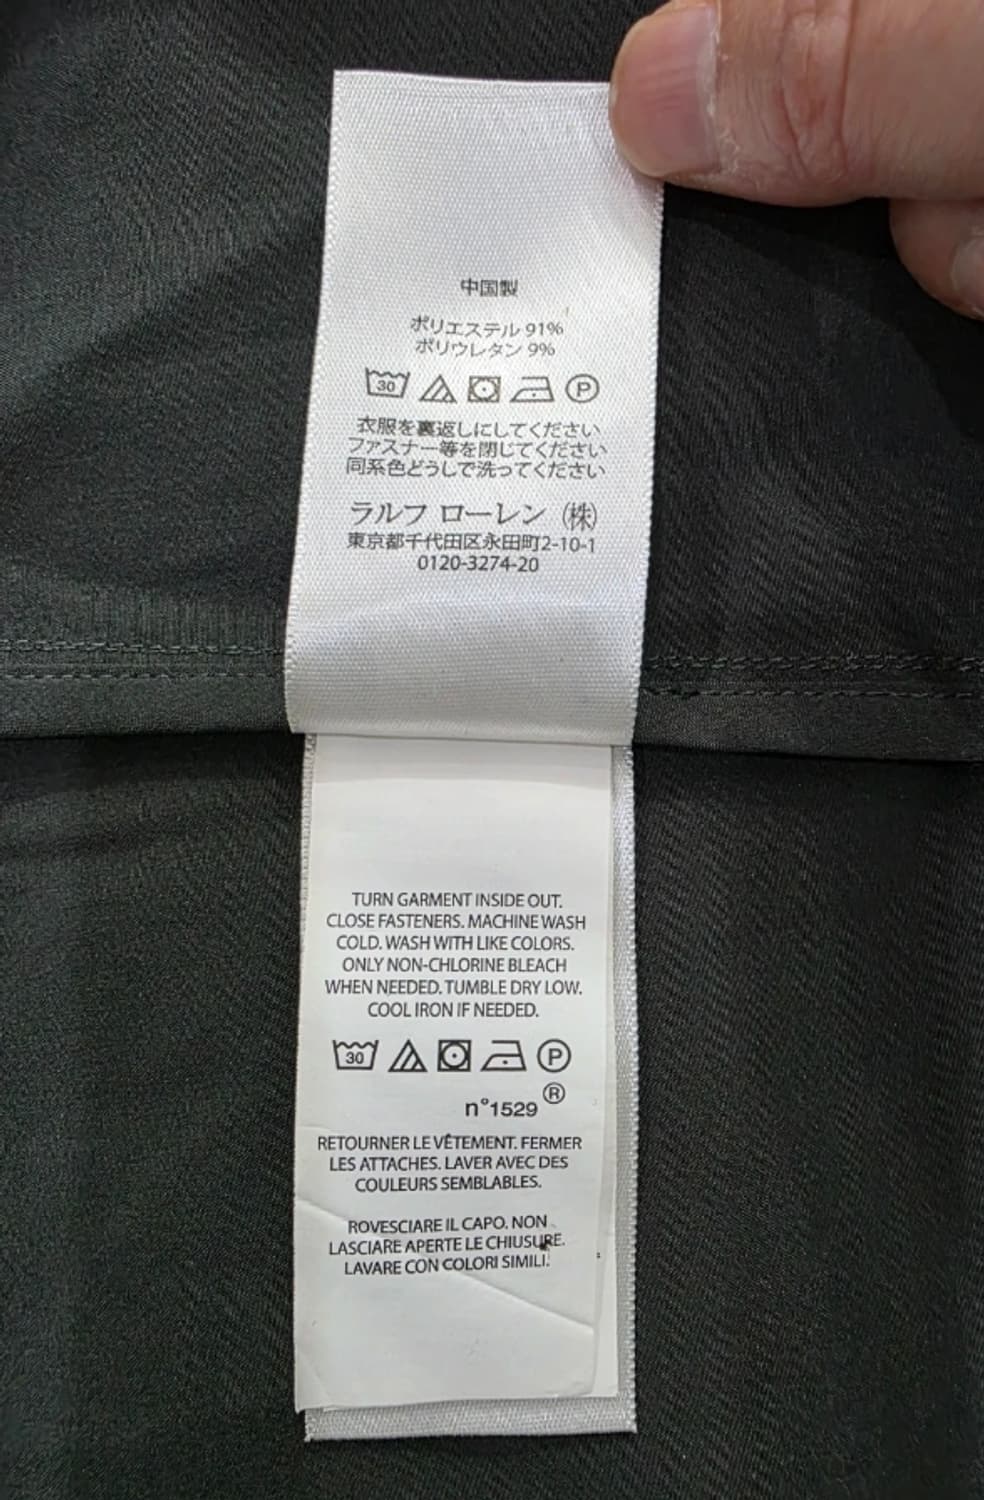 中国製
ポリエステル 91%
ポリウレタン 9%
30 P
衣服を裏返しにしてください
ファスナー等を閉じてください
同系色どうしで洗ってください
ラルフ ローレン (株)
東京都千代田区永田町2-10-1
0120-3274-20
TURN GARMENT INSIDE OUT.
CLOSE FASTENERS. MACHINE WASH
COLD. WASH WITH LIKE COLORS.
ONLY NON-CHLORINE BLEACH
WHEN NEEDED. TUMBLE DRY LOW.
COOL IRON IF NEEDED.
30 P
n°1529 ®
RETOURNER LE VÊTEMENT. FERMER
LES ATTACHES. LAVER AVEC DES
COULEURS SEMBLABLES.
ROVESCIARE IL CAPO. NON
LASCIARE APERTE LE CHIUSURE.
LAVARE CON COLORI SIMILI.